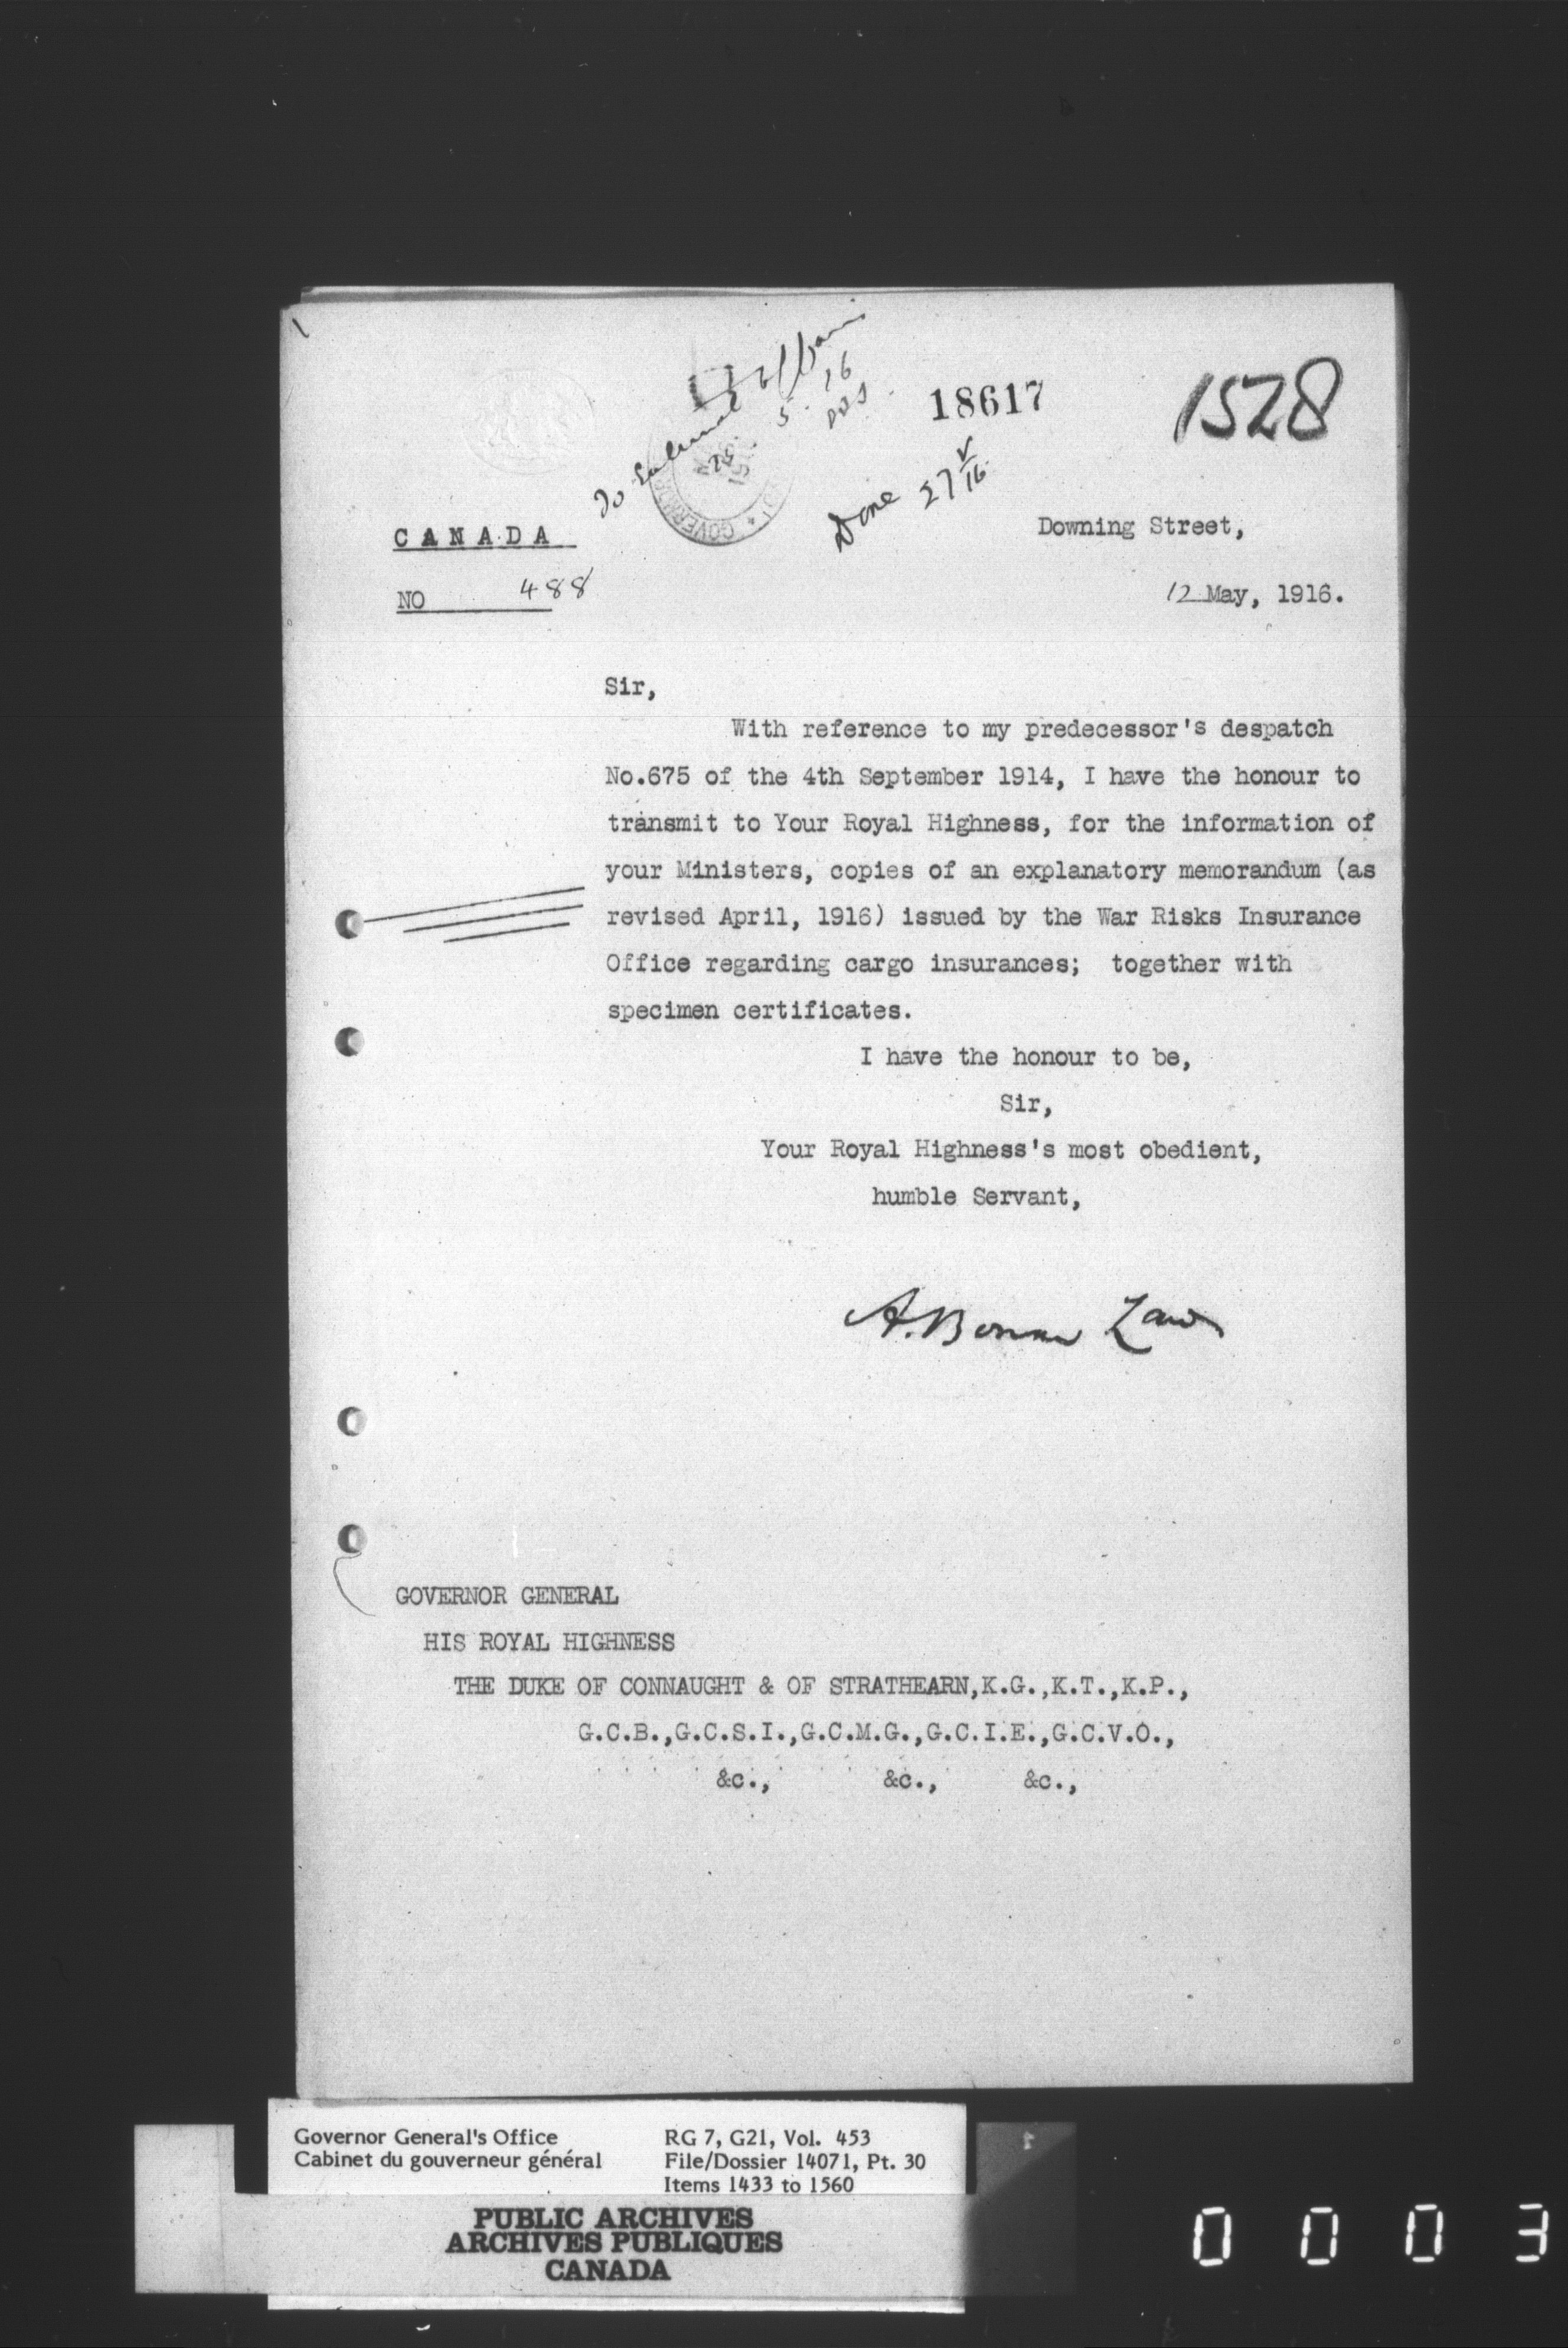 To External Affairs
22. 5. 16
18617
1528
Done 27/V/16
CANADA
NO 488
Downing Street,
12 May, 1916.
Sir,
With reference to my predecessor's despatch
No.675 of the 4th September 1914, I have the honour to
transmit to Your Royal Highness, for the information of
your Ministers, copies of an explanatory memorandum (as
revised April, 1916) issued by the War Risks Insurance
Office regarding cargo insurances; together with
specimen certificates.
I have the honour to be,
Sir,
Your Royal Highness's most obedient,
humble Servant,
A. Bonar Law
GOVERNOR GENERAL
HIS ROYAL HIGHNESS
THE DUKE OF CONNAUGHT & OF STRATHEARN,K.G.,K.T.,K.P.,
G.C.B.,G.C.S.I.,G.C.M.G.,G.C.I.E.,G.C.V.O.,
&c., &c., &c.,
Governor General's Office
Cabinet du gouverneur général
RG 7, G21, Vol. 453
File/Dossier 14071, Pt. 30
Items 1433 to 1560
PUBLIC ARCHIVES
ARCHIVES PUBLIQUES
CANADA
0003